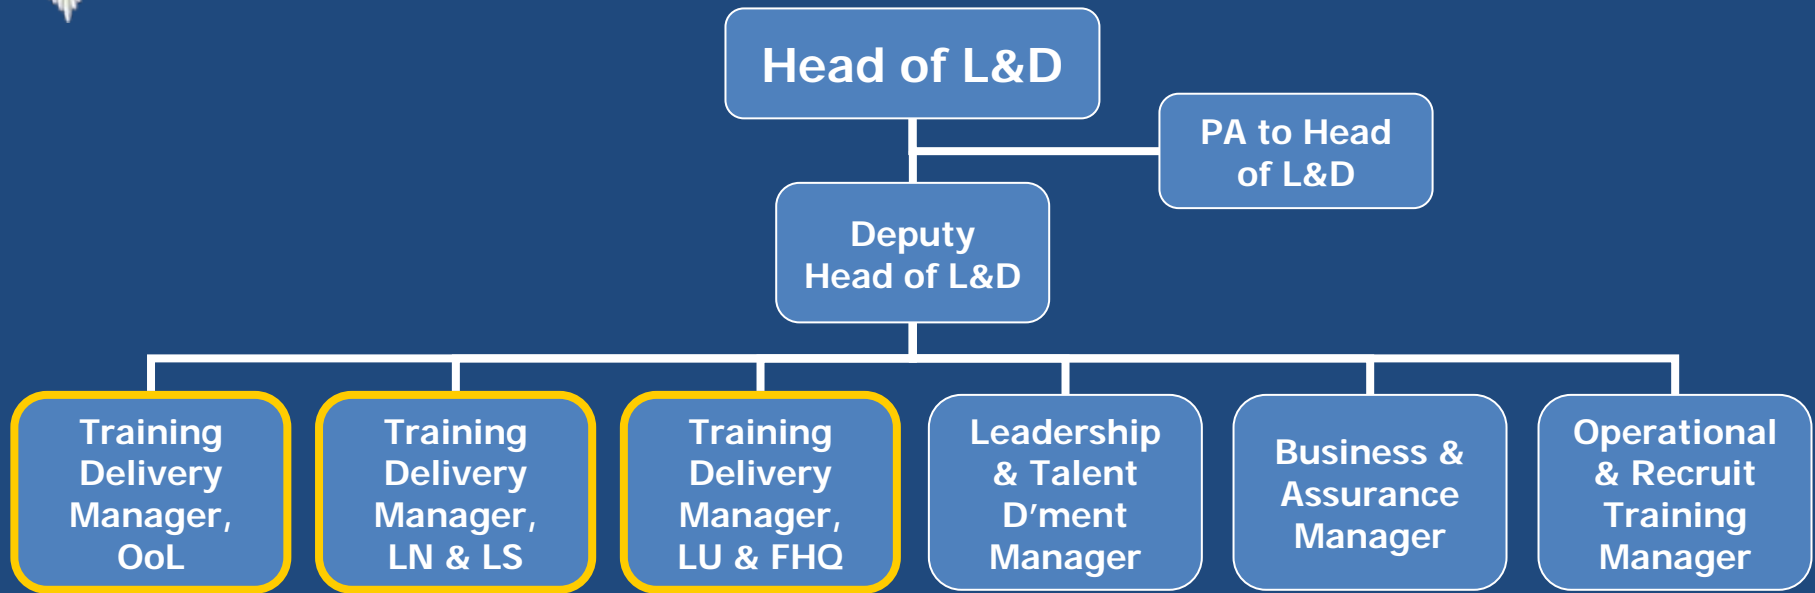 Head of L&D
PA to Head
of L&D
Deputy
Head of L&D
Training
Delivery
Manager,
OoL
Training
Delivery
Manager,
LN & LS
Training
Delivery
Manager,
LU & FHQ
Leadership
& Talent
D’ment
Manager
Business &
Assurance
Manager
Operational
& Recruit
Training
Manager